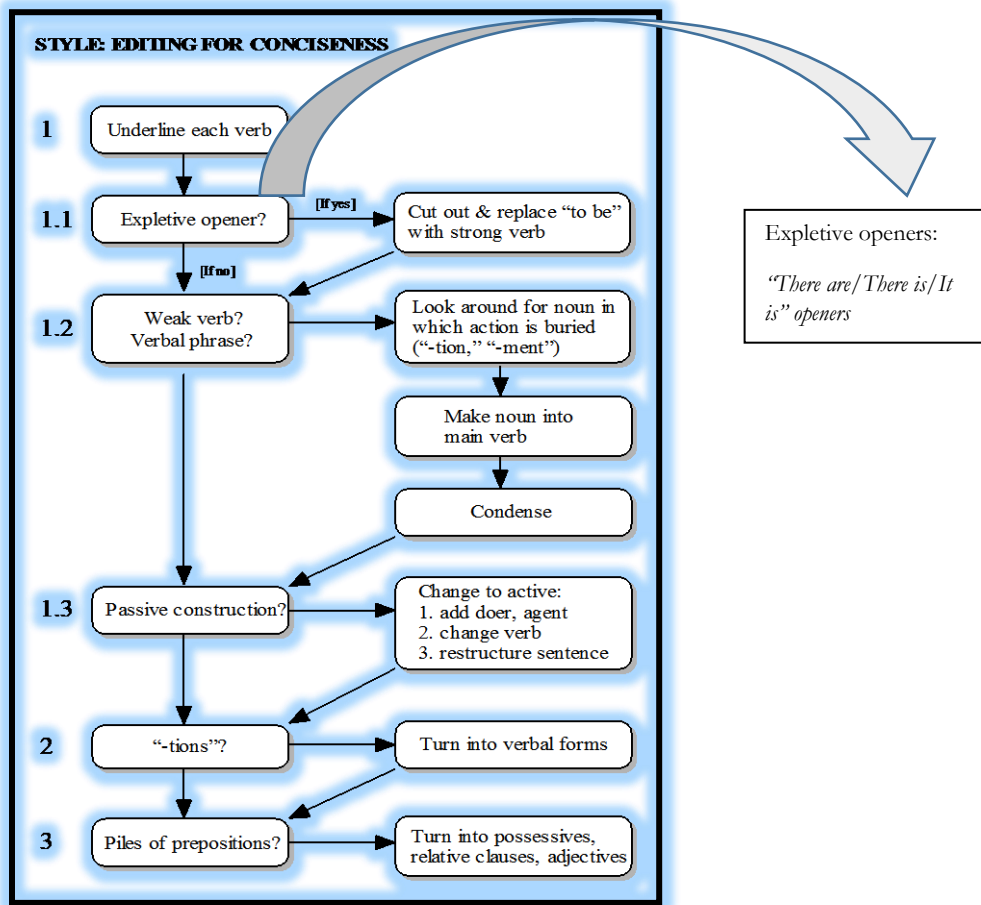 STYLE: EDITING FOR CONCISENESS
1
Underline each verb
1.1
Expletive opener?
[If yes]
Cut out & replace “to be”
with strong verb
[If no]
Expletive openers:
“There are/There is/It
is” openers
1.2
Weak verb?
Verbal phrase?
Look around for noun in
which action is buried
(“-tion,” “-ment”)
Make noun into
main verb
Condense
1.3
Passive construction?
Change to active:
1. add doer, agent
2. change verb
3. restructure sentence
2
“-tions”?
Turn into verbal forms
3
Piles of prepositions?
Turn into possessives,
relative clauses, adjectives